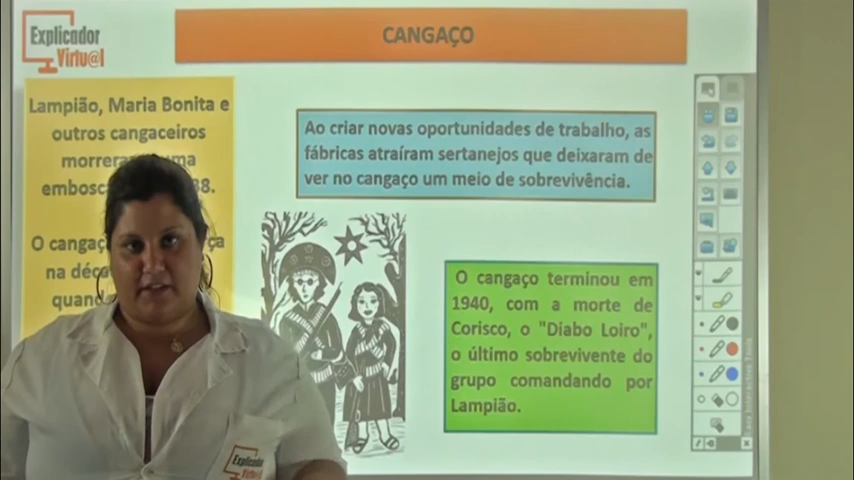 Explicador
Virtu@l
CANGAÇO
Lampião, Maria Bonita e
outros cangaceiros
uma
O cangaç
na déc
quand
Ao criar novas oportunidades de trabalho, as
fábricas atraíram sertanejos que deixaram de
ver no cangaço um meio de sobrevivência.
O cangaço terminou em
1940, com a morte de
Corisco, o "Diabo Loiro",
o último sobrevivente do
grupo comandando por
Lampião.
Explicador
Virtu@l